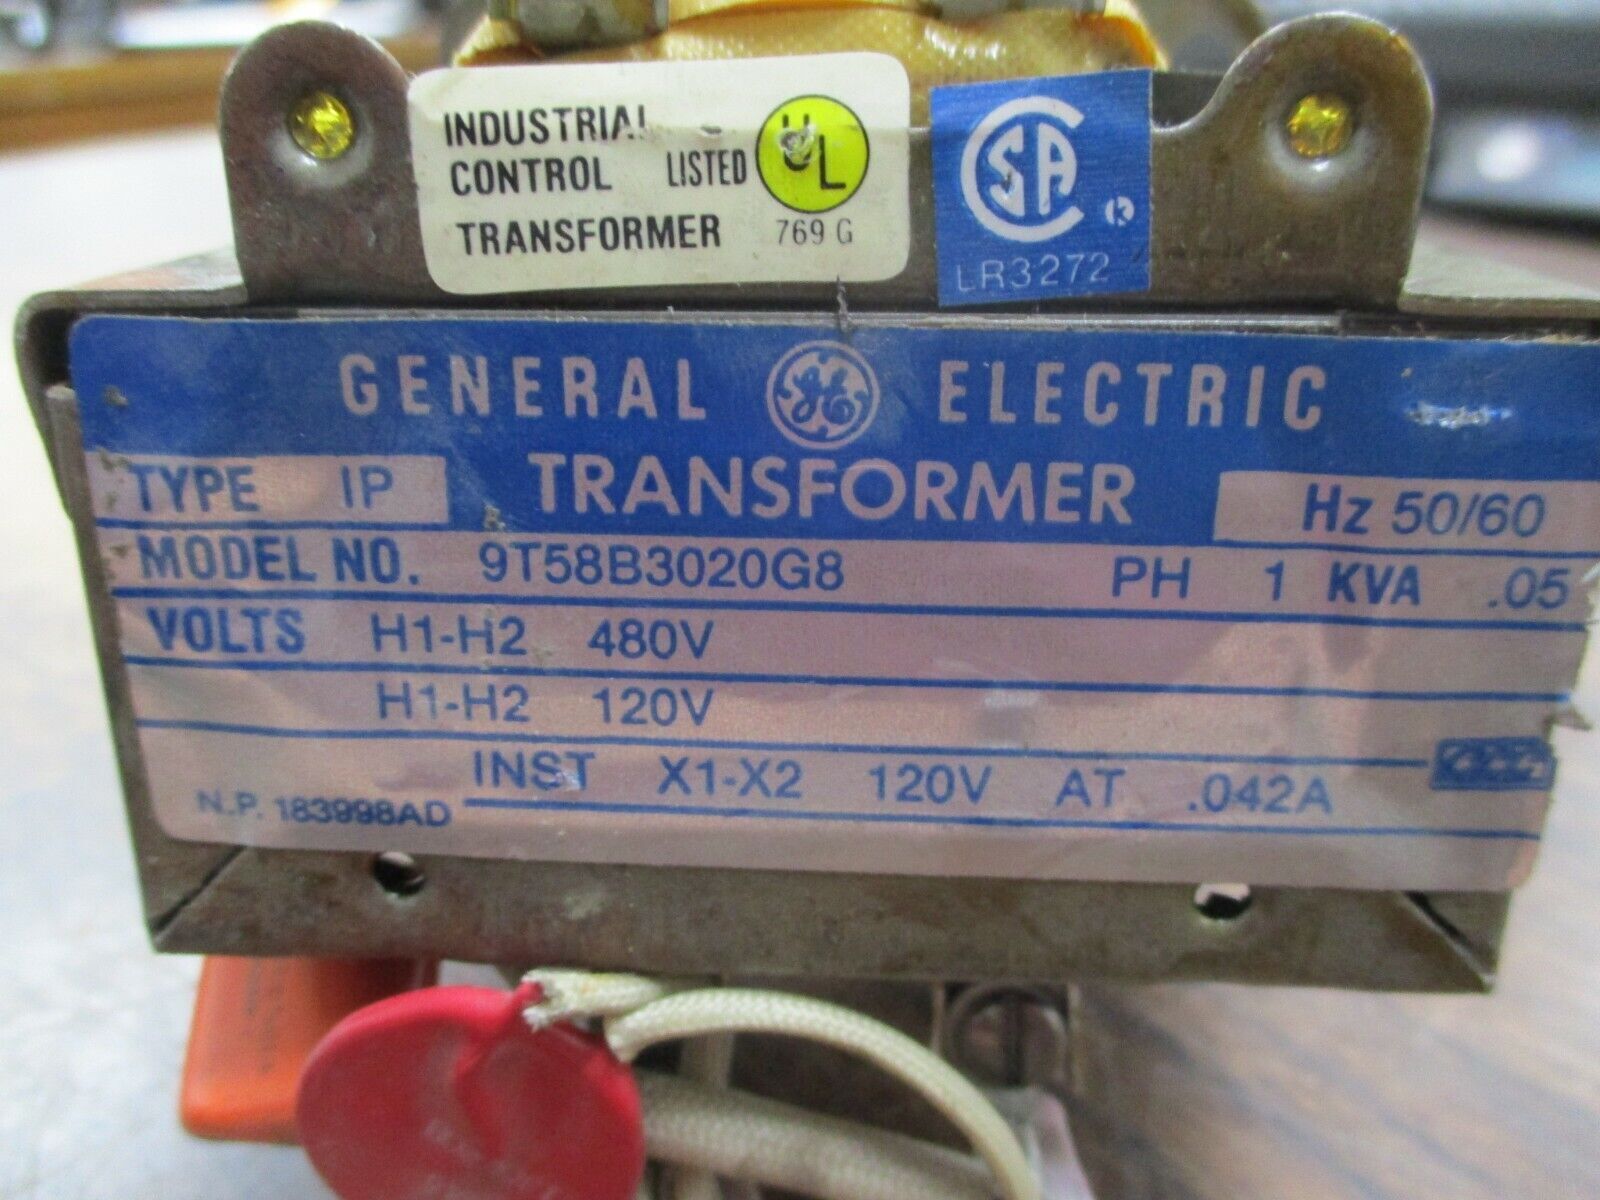 INDUSTRIAL
CONTROL LISTED UL
TRANSFORMER 769 G
CSA
LR3272
GENERAL GE ELECTRIC
TYPE IP TRANSFORMER Hz 50/60
MODEL NO. 9T58B3020G8 PH 1 KVA .05
VOLTS H1-H2 480V
H1-H2 120V
INST X1-X2 120V AT .042A
N.P. 183998AD